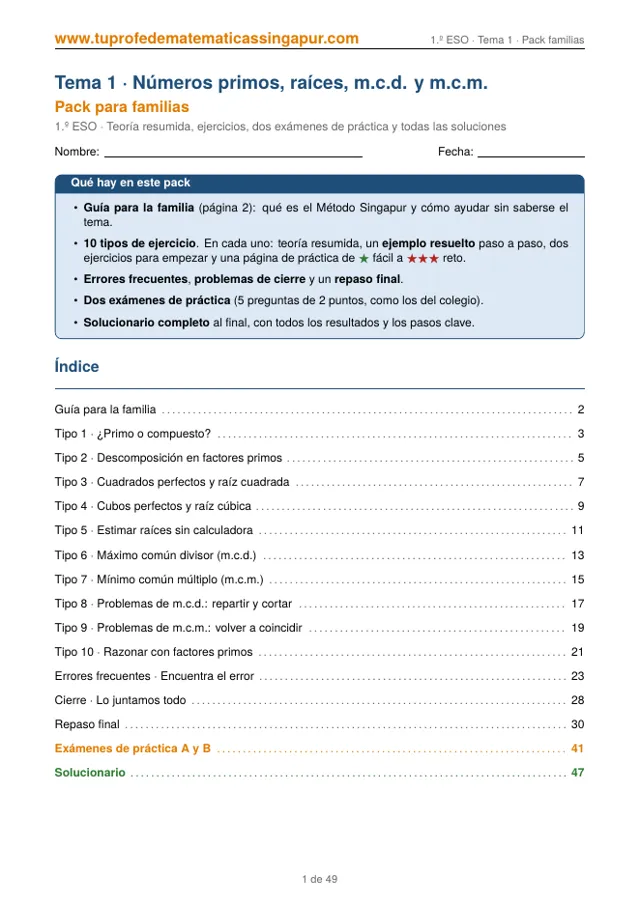 www.tuprofedematematicassingapur.com 1.º ESO · Tema 1 · Pack familias
Tema 1 · Números primos, raíces, m.c.d. y m.c.m.
Pack para familias
1.º ESO · Teoría resumida, ejercicios, dos exámenes de práctica y todas las soluciones
Nombre: Fecha:
Qué hay en este pack
• Guía para la familia (página 2): qué es el Método Singapur y cómo ayudar sin saberse el
tema.
• 10 tipos de ejercicio. En cada uno: teoría resumida, un ejemplo resuelto paso a paso, dos
ejercicios para empezar y una página de práctica de ★ fácil a ★★★ reto.
• Errores frecuentes, problemas de cierre y un repaso final.
• Dos exámenes de práctica (5 preguntas de 2 puntos, como los del colegio).
• Solucionario completo al final, con todos los resultados y los pasos clave.
Índice
Guía para la familia 2
Tipo 1 · ¿Primo o compuesto? 3
Tipo 2 · Descomposición en factores primos 5
Tipo 3 · Cuadrados perfectos y raíz cuadrada 7
Tipo 4 · Cubos perfectos y raíz cúbica 9
Tipo 5 · Estimar raíces sin calculadora 11
Tipo 6 · Máximo común divisor (m.c.d.) 13
Tipo 7 · Mínimo común múltiplo (m.c.m.) 15
Tipo 8 · Problemas de m.c.d.: repartir y cortar 17
Tipo 9 · Problemas de m.c.m.: volver a coincidir 19
Tipo 10 · Razonar con factores primos 21
Errores frecuentes · Encuentra el error 23
Cierre · Lo juntamos todo 28
Repaso final 30
Exámenes de práctica A y B 41
Solucionario 47
1 de 49